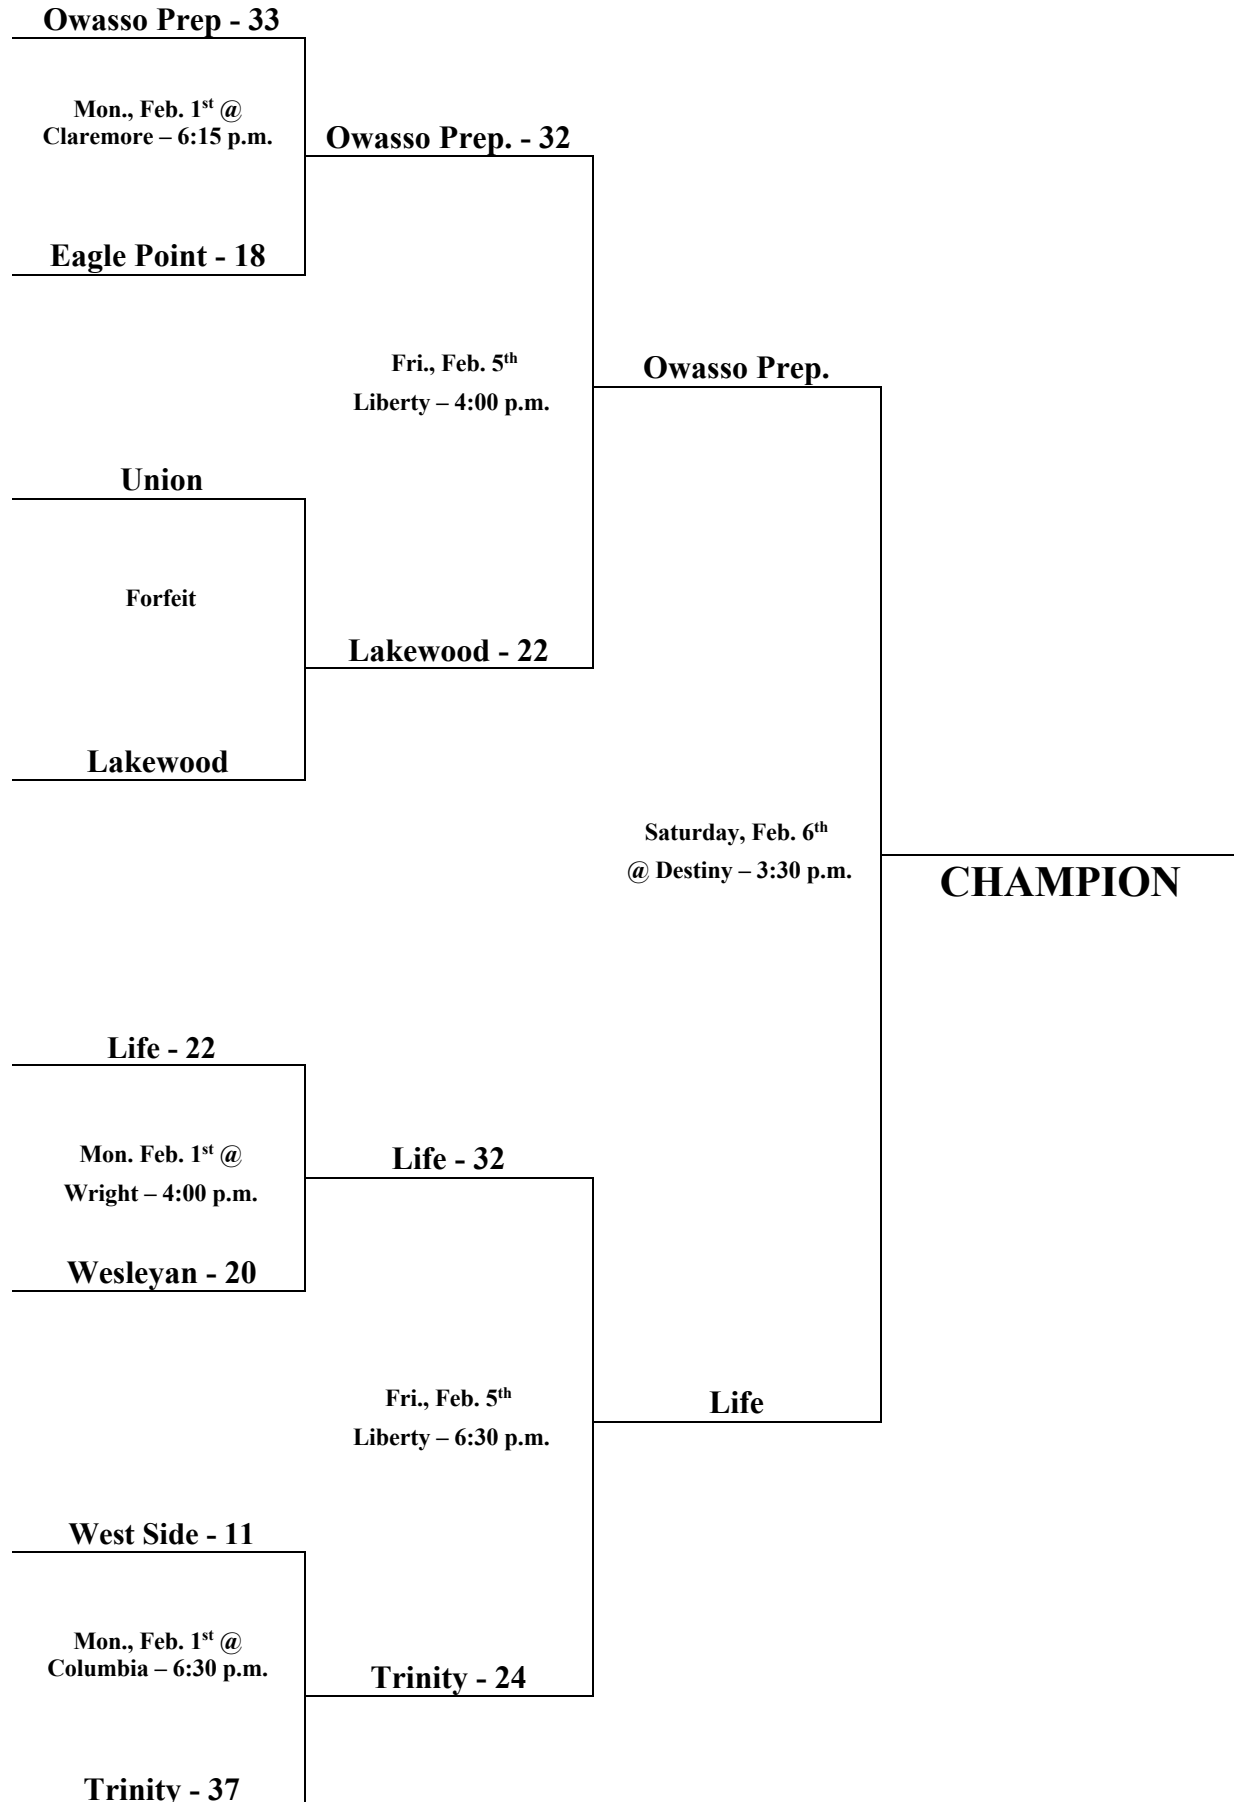 Owasso Prep - 33
Mon., Feb. 1st @
Claremore – 6:15 p.m.
Owasso Prep. - 32
Eagle Point - 18
Fri., Feb. 5th
Liberty – 4:00 p.m.
Owasso Prep.
Union
Forfeit
Lakewood - 22
Lakewood
Saturday, Feb. 6th
@ Destiny – 3:30 p.m.
CHAMPION
Life - 22
Mon. Feb. 1st @
Wright – 4:00 p.m.
Life - 32
Wesleyan - 20
Fri., Feb. 5th
Liberty – 6:30 p.m.
Life
West Side - 11
Mon., Feb. 1st @
Columbia – 6:30 p.m.
Trinity - 24
Trinity - 37